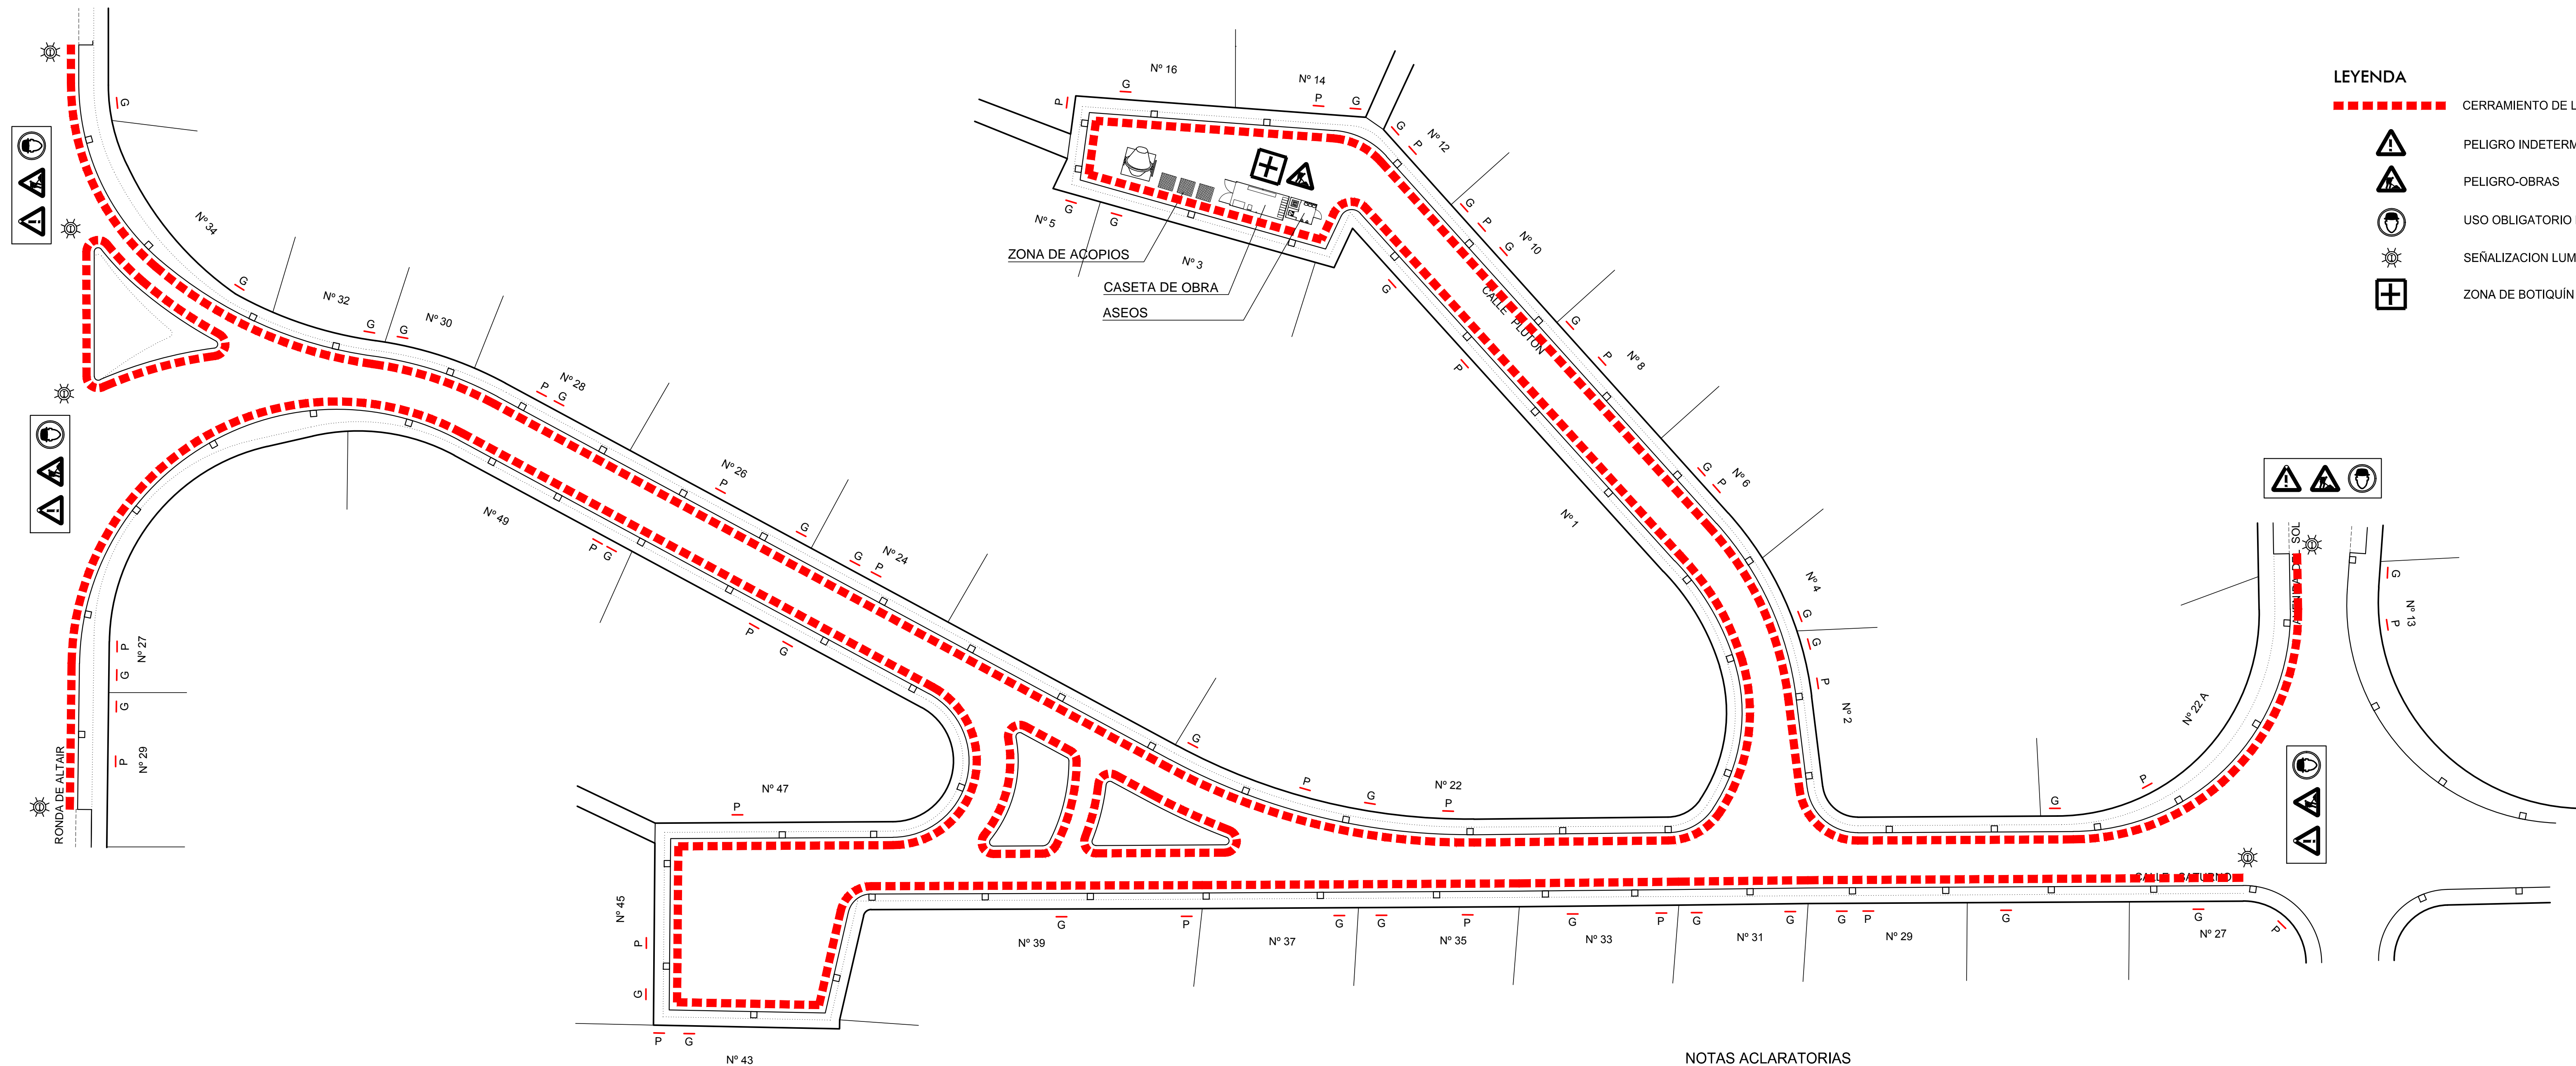 LEYENDA
CERRAMIENTO DE L
PELIGRO INDETERM
PELIGRO-OBRAS
USO OBLIGATORIO
SEÑALIZACION LUM
ZONA DE BOTIQUÍN
Nº 16
Nº 14
G
P
P
G
G
P
Nº 12
Nº 5
G
G
Nº 3
ZONA DE ACOPIOS
CASETA DE OBRA
ASEOS
G
P
G
Nº 10
CALLE PLUTON
G
P
G
P
Nº 8
G
P
Nº 6
Nº 1
Nº 4
G
G
P
Nº 2
G
Nº 34
G
Nº 32
G
G
Nº 30
P
G
Nº 28
Nº 26
P
G
G
P
Nº 24
Nº 49
P
G
P
G
G
P
G
P
Nº 22
P
G
Nº 27
G
P
Nº 29
RONDA DE ALTAIR
Nº 47
P
Nº 45
P
G
P
G
Nº 43
G
P
Nº 22 A
SOL
G
P
Nº 13
CALLE SATURNO
G
P
G
G
P
G
P
G
G
G
P
G
G
P
Nº 39
Nº 37
Nº 35
Nº 33
Nº 31
Nº 29
Nº 27
NOTAS ACLARATORIAS